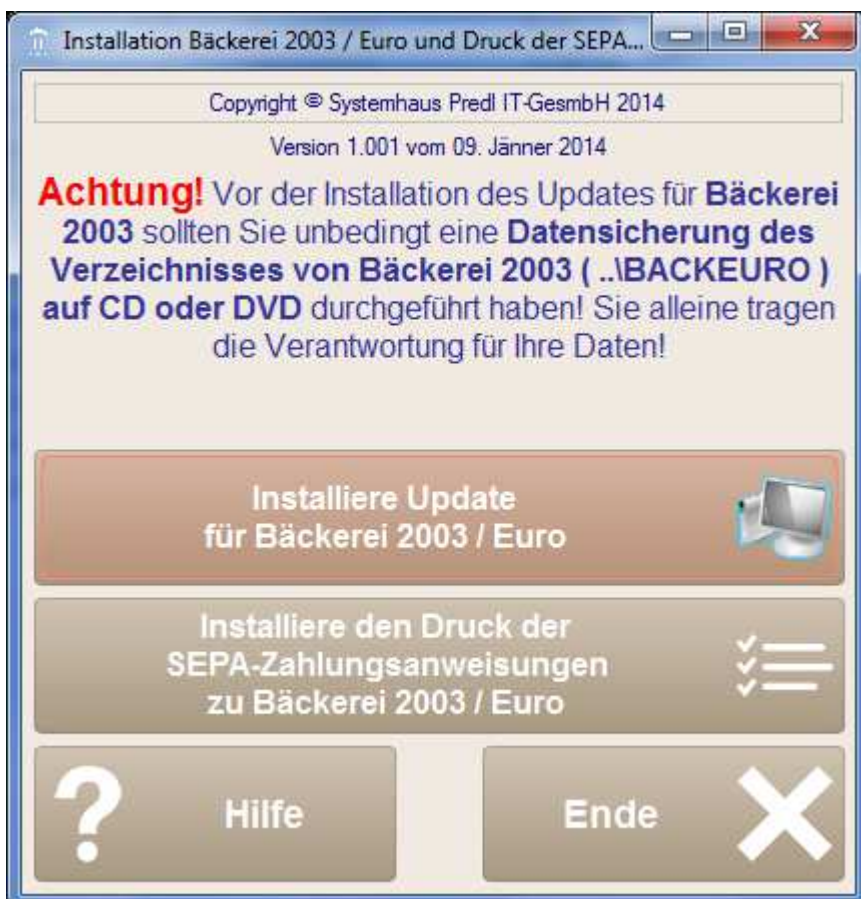 Installation Bäckerei 2003 / Euro und Druck der SEPA...
Copyright © Systemhaus Predl IT-GesmbH 2014
Version 1.001 vom 09. Jänner 2014
Achtung! Vor der Installation des Updates für Bäckerei
2003 sollten Sie unbedingt eine Datensicherung des
Verzeichnisses von Bäckerei 2003 ( ..\BACKEURO )
auf CD oder DVD durchgeführt haben! Sie alleine tragen
die Verantwortung für Ihre Daten!
Installiere Update
für Bäckerei 2003 / Euro
Installiere den Druck der
SEPA-Zahlungsanweisungen
zu Bäckerei 2003 / Euro
? Hilfe
Ende